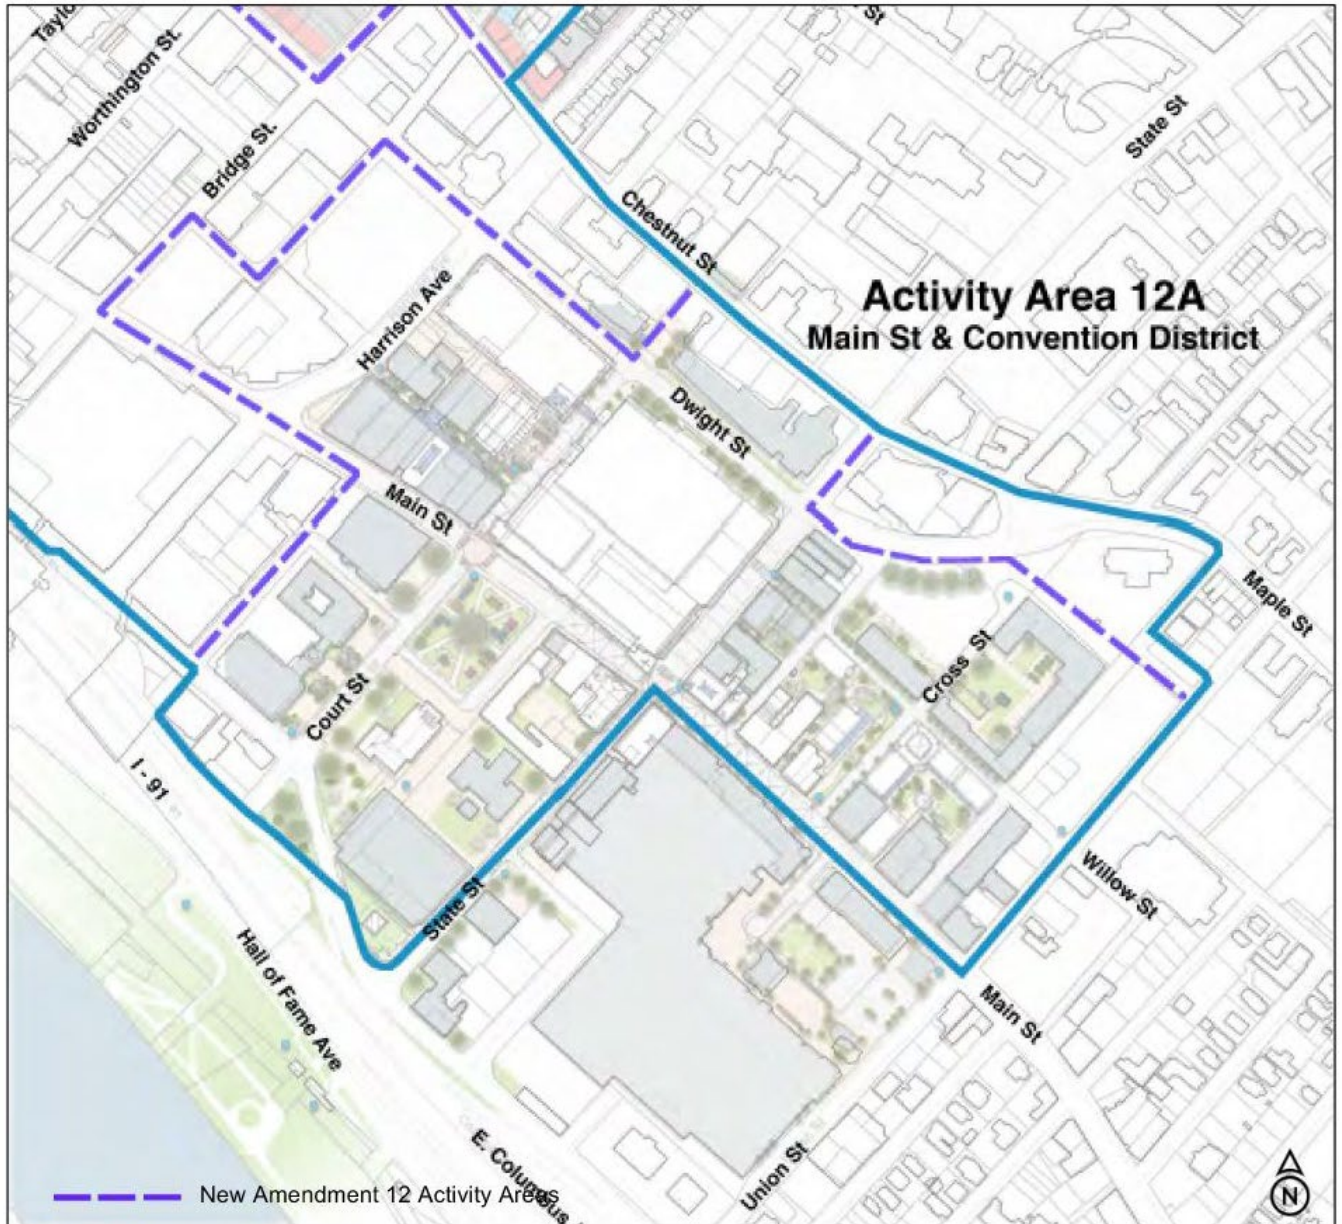 Taylo
St
Worthington St.
Bridge St.
State St
Chestnut St
Activity Area 12A
Main St & Convention District
Harrison Ave
Dwight St
Main St
Maple St
Cross St
Court St
I - 91
State St
Willow St
Hall of Fame Ave
Main St
E. Columbus
Union St
New Amendment 12 Activity Areas
N